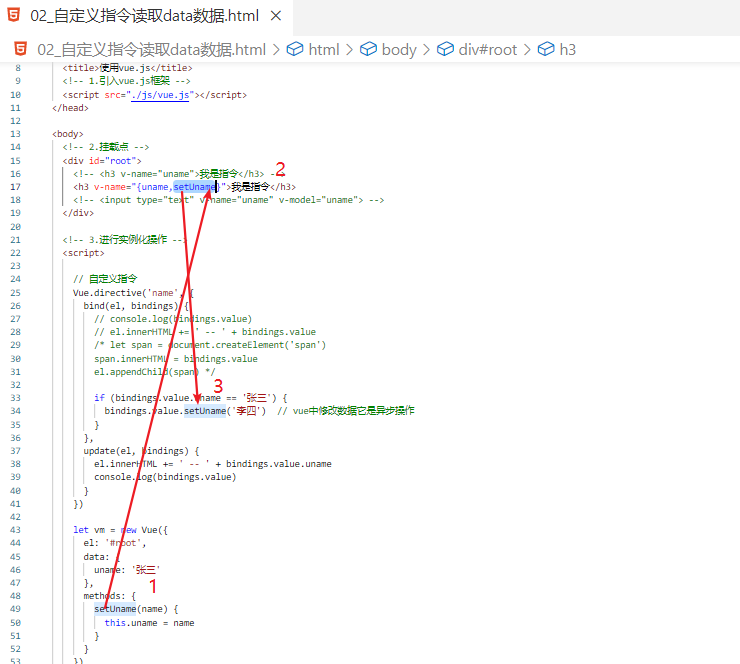 02_自定义指令读取data数据.html ×
02_自定义指令读取data数据.html > html > body > div#root > h3
8 <title>使用vue.js</title>
9 <!-- 1.引入vue.js框架 -->
10 <script src="./js/vue.js"></script>
11 </head>
12
13 <body>
14 <!-- 2.挂载点 -->
15 <div id="root">
16 <!-- <h3 v-name="uname">我是指令</h3> -->
2
17 <h3 v-name="{uname,setUname}">我是指令</h3>
18 <!-- <input type="text" v-name="uname" v-model="uname"> -->
19 </div>
20
21 <!-- 3.进行实例化操作 -->
22 <script>
23
24 // 自定义指令
25 Vue.directive('name', {
26 bind(el, bindings) {
27 // console.log(bindings.value)
28 // el.innerHTML += ' -- ' + bindings.value
29 /* let span = document.createElement('span')
30 span.innerHTML = bindings.value
31 el.appendChild(span) */
32
3
33 if (bindings.value.uname == '张三') {
34 bindings.value.setUname('李四') // vue中修改数据它是异步操作
35 }
36 },
37 update(el, bindings) {
38 el.innerHTML += ' -- ' + bindings.value.uname
39 console.log(bindings.value)
40 }
41 })
42
43 let vm = new Vue({
44 el: '#root',
45 data: {
46 uname: '张三'
47 },
1
48 methods: {
49 setUname(name) {
50 this.uname = name
51 }
52 }
53 })